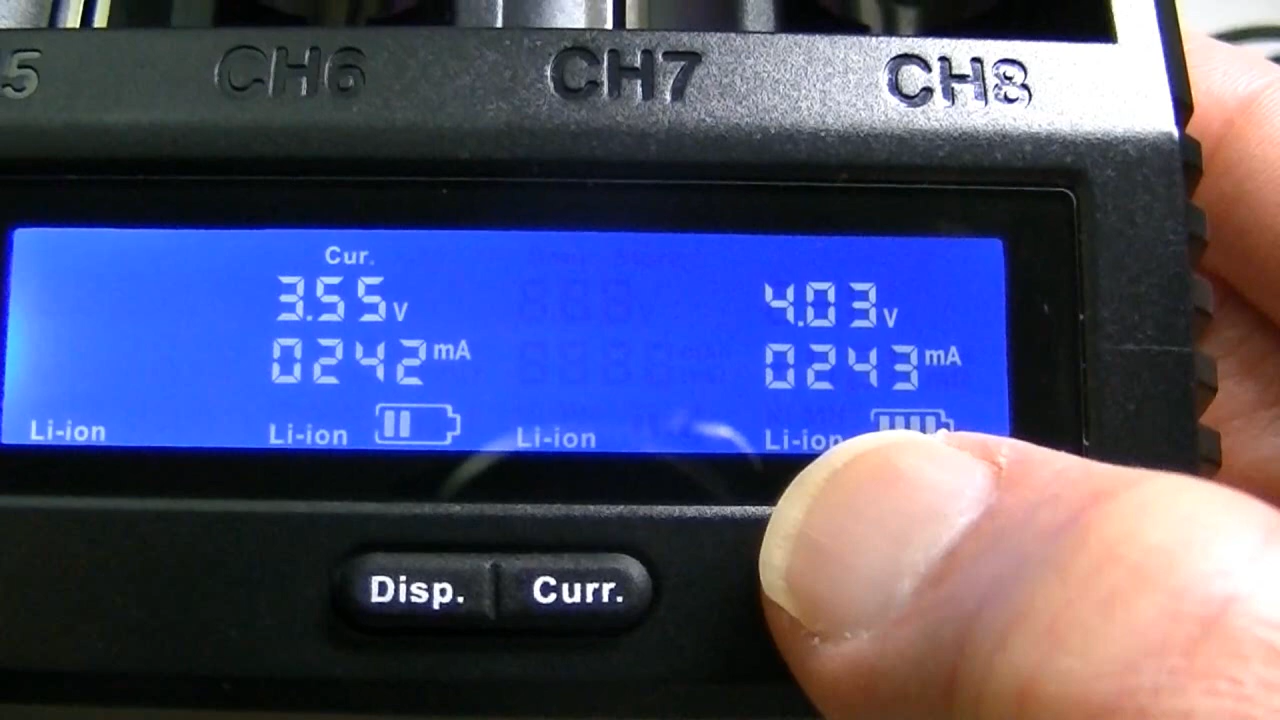 5 CH6 CH7 CH8
Cur.
3.55v 4.03v
0242mA 0243mA
Li-ion Li-ion Li-ion Li-ion
Disp. Curr.